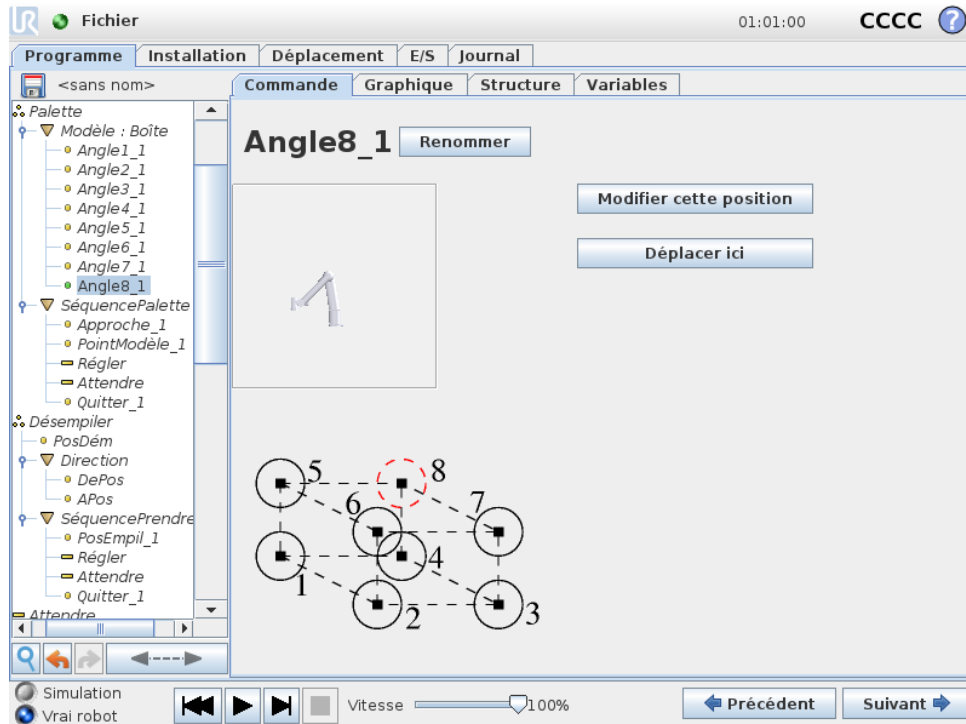 UR Fichier 01:01:00 CCCC ?
Programme Installation Déplacement E/S Journal
<sans nom> Commande Graphique Structure Variables
Palette
Modèle : Boîte
Angle1_1
Angle2_1
Angle3_1
Angle4_1
Angle5_1
Angle6_1
Angle7_1
Angle8_1
SéquencePalette
Approche_1
PointModèle_1
Régler
Attendre
Quitter_1
Désempiler
PosDém
Direction
DePos
APos
SéquencePrendre
PosEmpil_1
Régler
Attendre
Quitter_1
Attendre
Angle8_1 Renommer
Modifier cette position
Déplacer ici
5 8
6 7
4
1
2 3
Simulation
Vrai robot
Vitesse 100%
Précédent Suivant